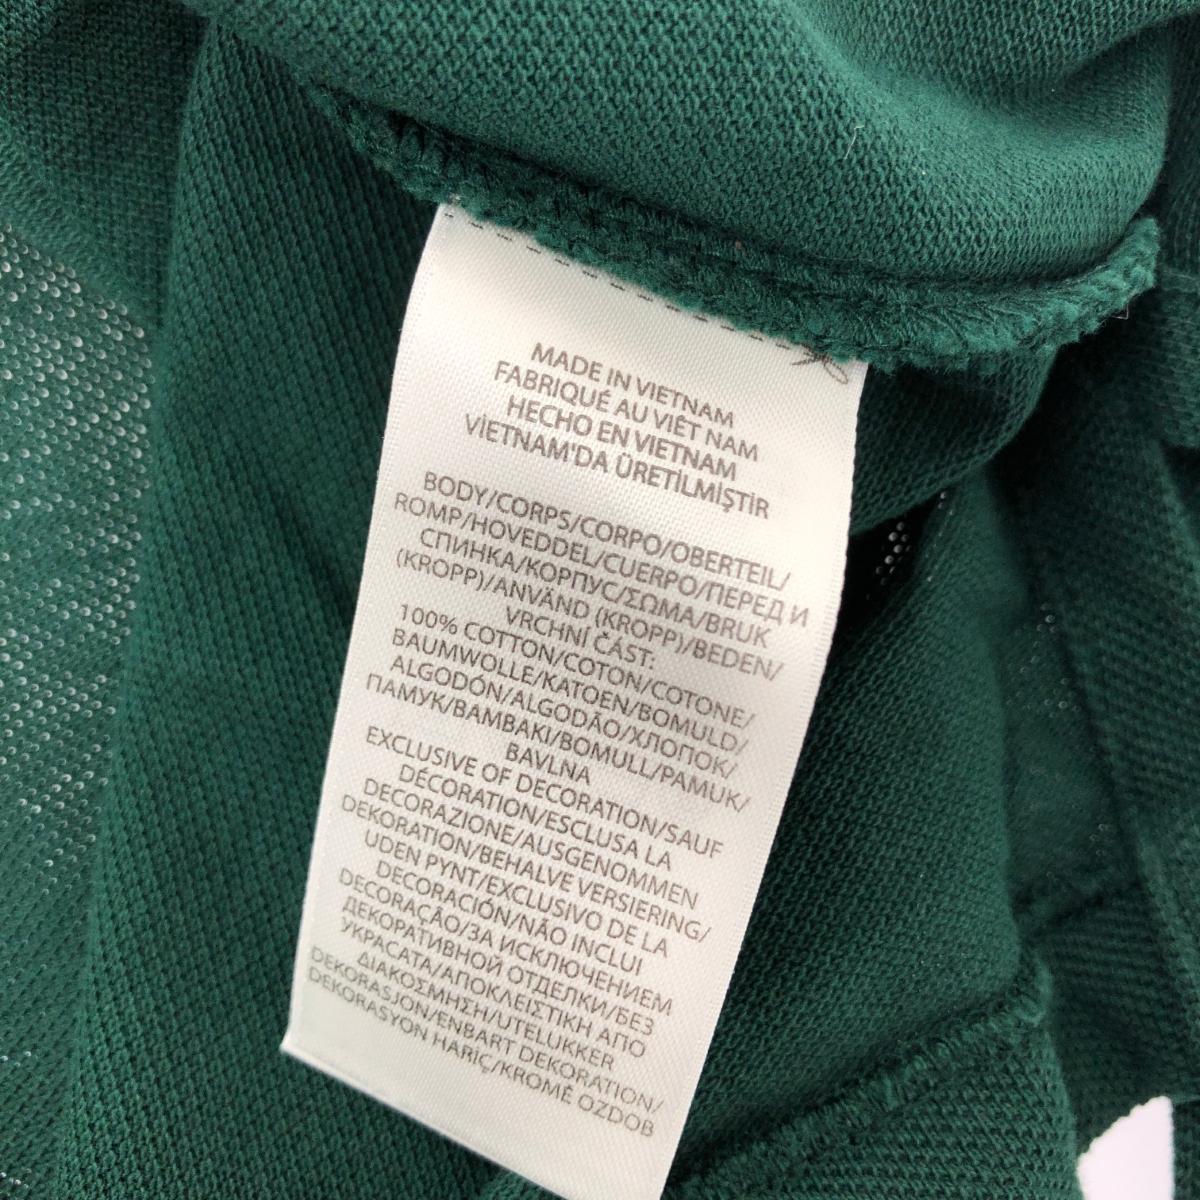 MADE IN VIETNAM
FABRIQUÉ AU VIÊT NAM
HECHO EN VIETNAM
VİETNAM'DA ÜRETİLMİŞTİR
BODY/CORPS/CORPO/OBERTEIL/
ROMP/HOVEDDEL/CUERPO/ПЕРЕД И
СПИНКА/КОРПУС/ΣΩΜΑ/BRUK
(KROPP)/ANVÄND (KROPP)/BEDEN/
VRCHNÍ ČÁST:
100% COTTON/COTON/COTONE/
BAUMWOLLE/KATOEN/BOMULD/
ALGODÓN/ALGODÃO/ХЛОПОК/
ПАМУК/BAMBAKI/BOMULL/PAMUK/
BAVLNA
EXCLUSIVE OF DECORATION/SAUF
DÉCORATION/ESCLUSA LA
DECORAZIONE/AUSGENOMMEN
DEKORATION/BEHALVE VERSIERING/
UDEN PYNT/EXCLUSIVO DE LA
DECORACIÓN/NÃO INCLUI
DECORAÇÃO/ЗА ИСКЛЮЧЕНИЕМ
ДЕКОРАТИВНОЙ ОТДЕЛКИ/БЕЗ
УКРАСАТА/ΑΠΟΚΛΕΙΣΤΙΚΗ ΑΠΟ
ΔΙΑΚΟΣΜΗΣΗ/UTELUKKER
DEKORASJON/ENBART DEKORATION/
DEKORASYON HARİÇ/KROMĚ OZDOB